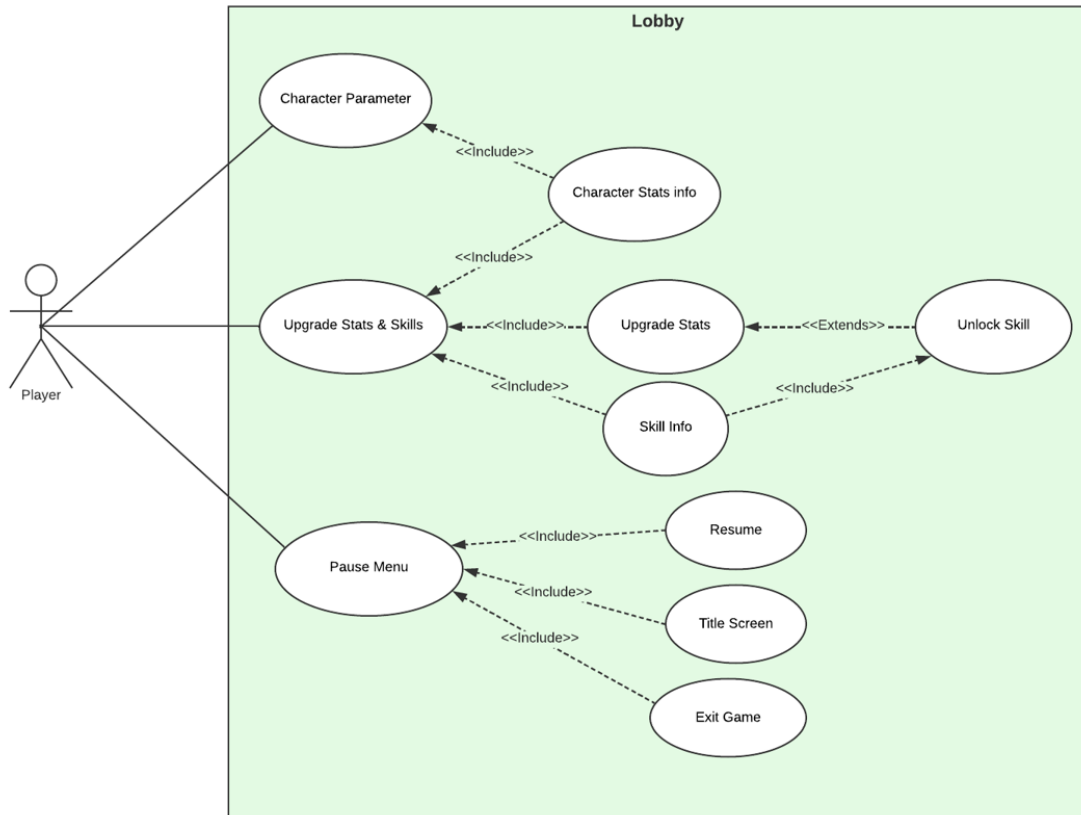 Lobby
Character Parameter
<<Include>>
Character Stats info
<<Include>>
Upgrade Stats & Skills
<<Include>>
Upgrade Stats
<<Extends>>
Unlock Skill
<<Include>>
<<Include>>
Player
Skill Info
Resume
<<Include>>
Pause Menu
<<Include>>
Title Screen
<<Include>>
Exit Game